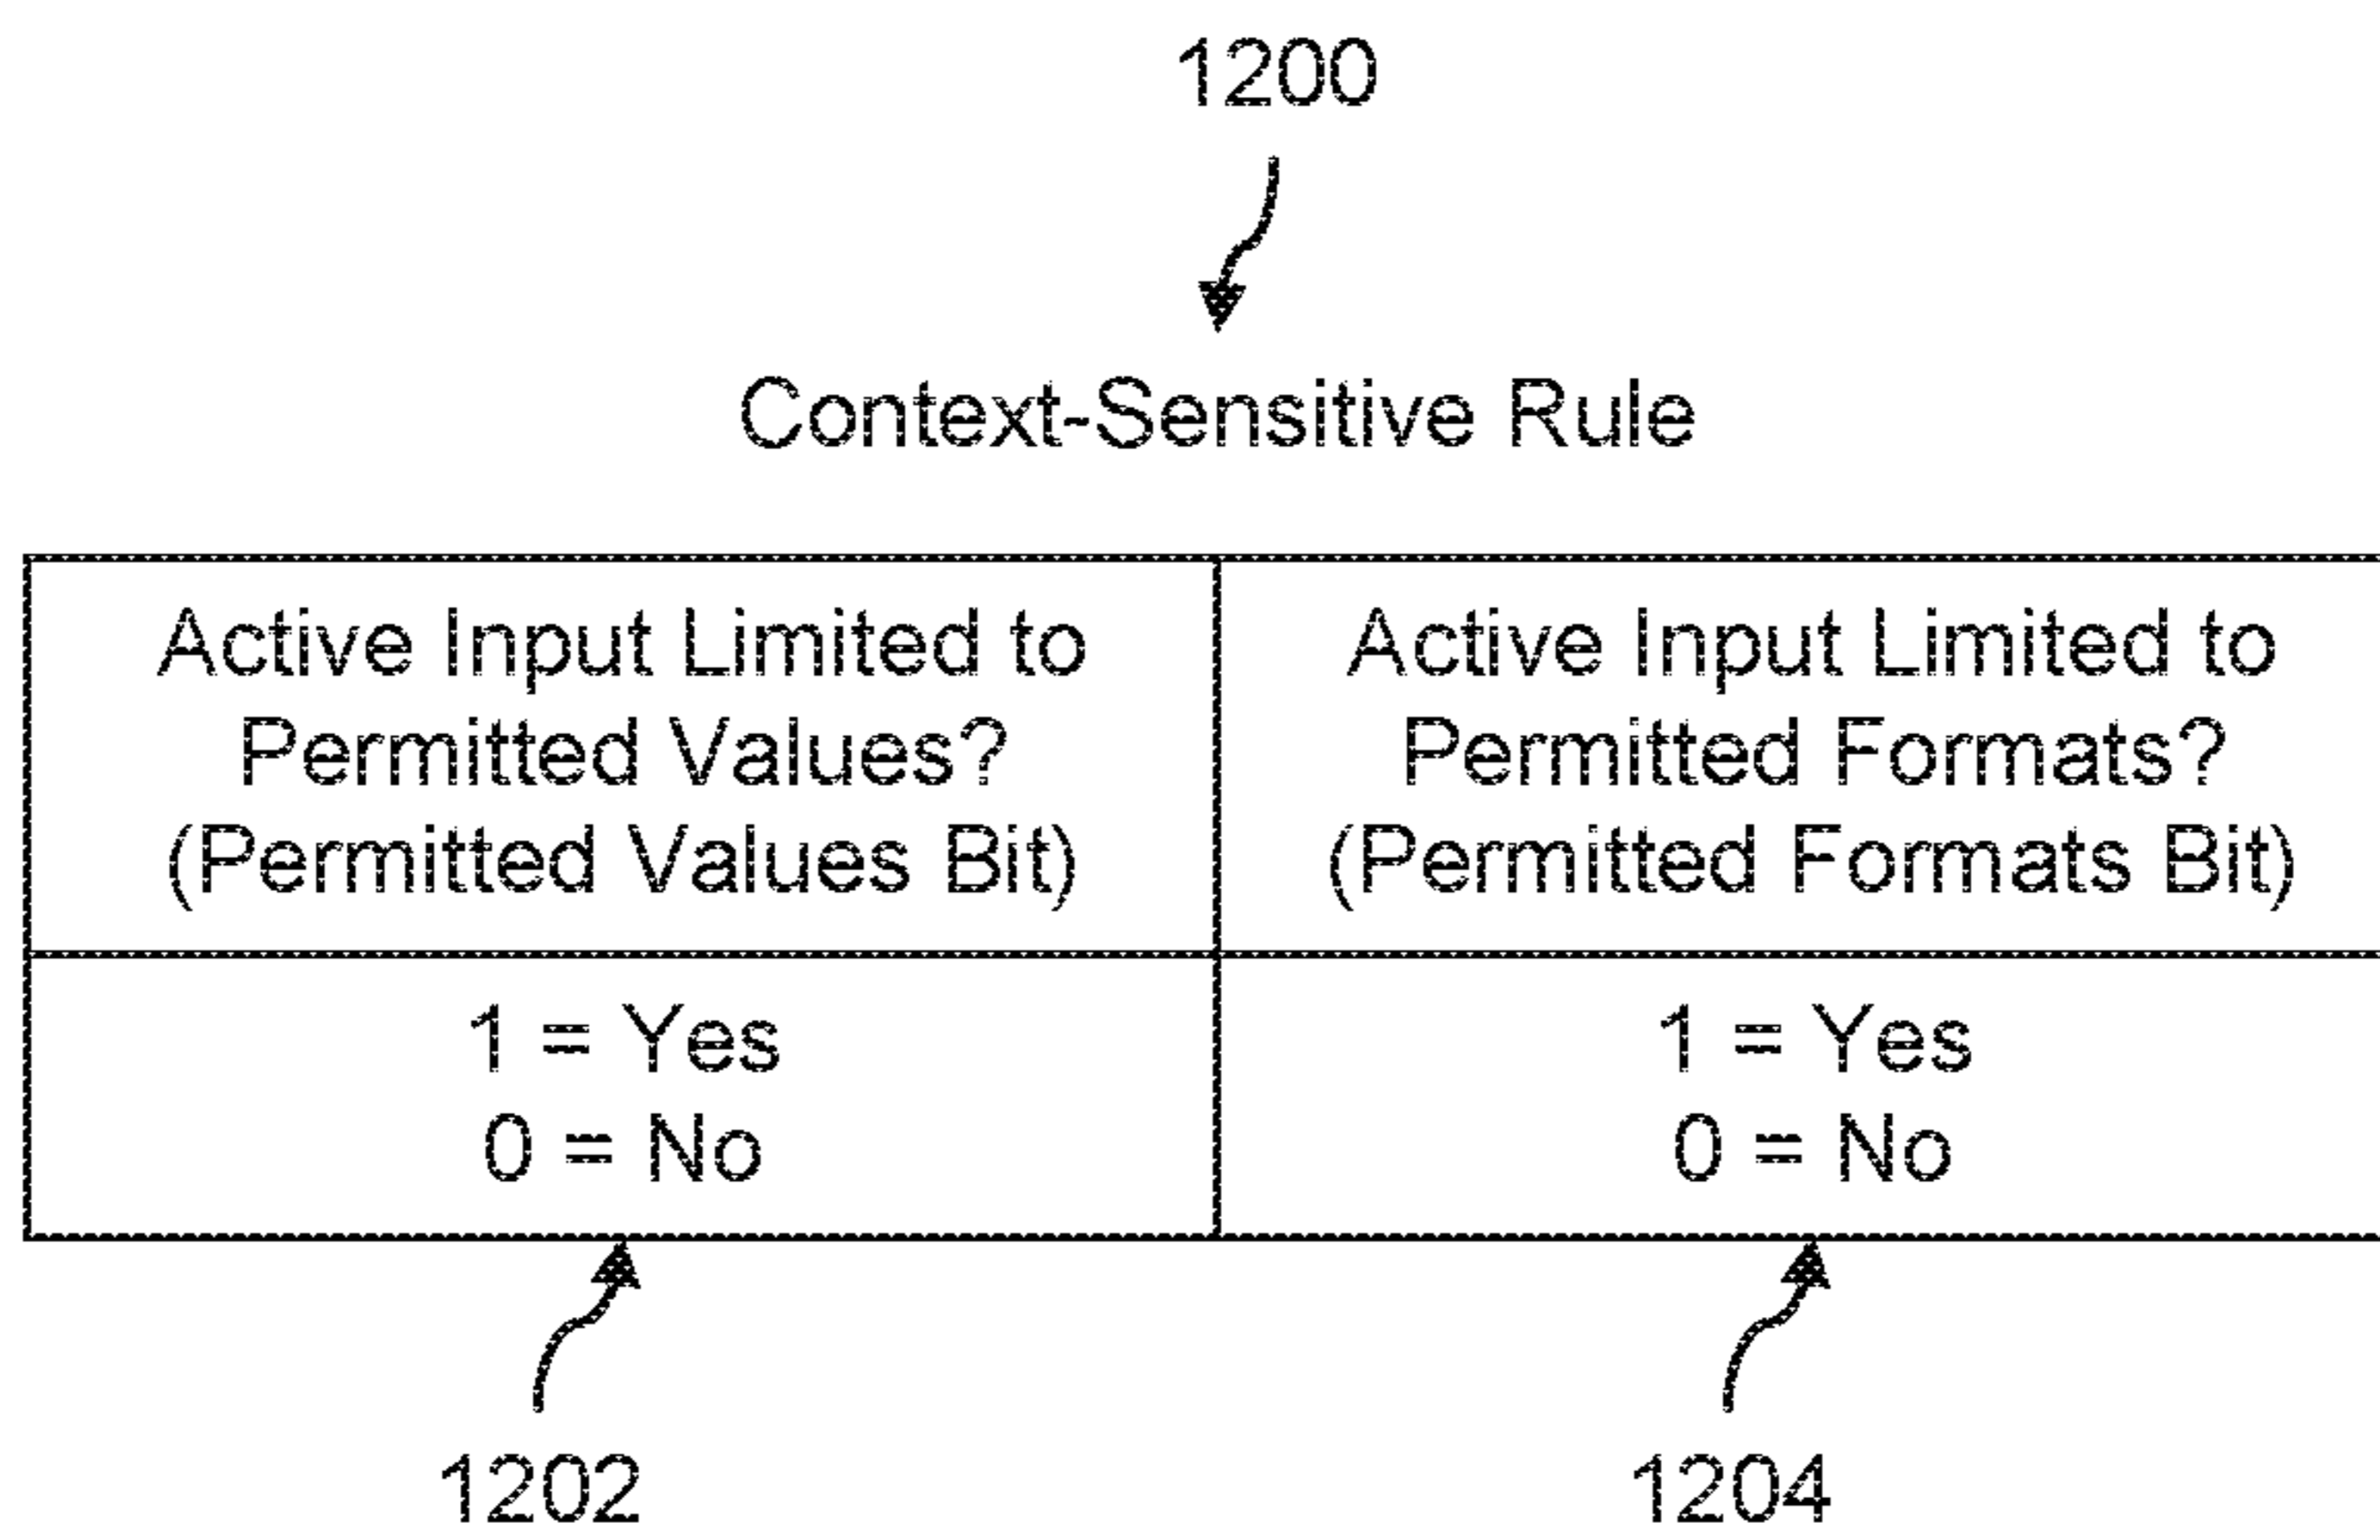 1200
Context-Sensitive Rule
Active Input Limited to
Permitted Values?
(Permitted Values Bit)
Active Input Limited to
Permitted Formats?
(Permitted Formats Bit)
1 = Yes
0 = No
1 = Yes
0 = No
1202
1204